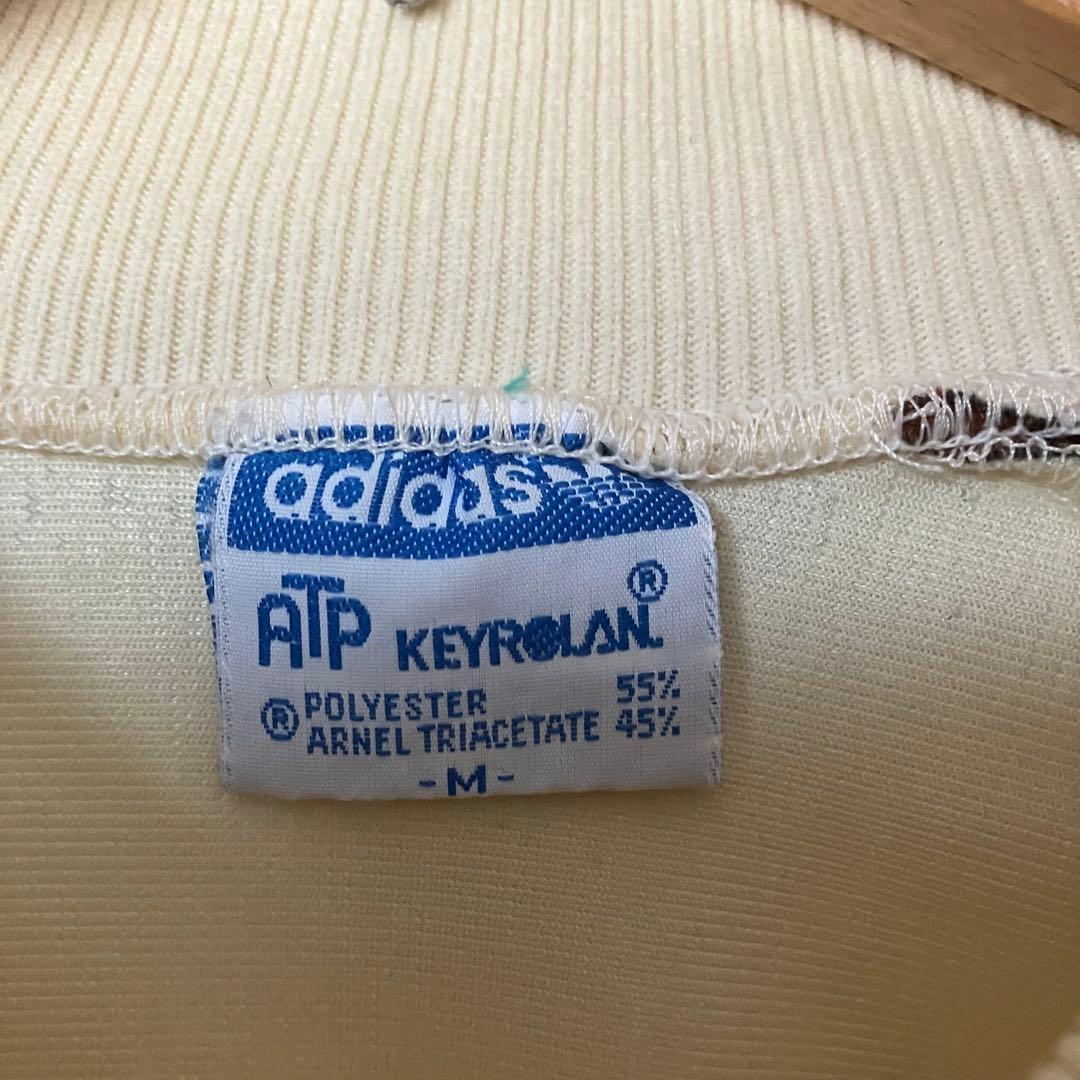 adidas
ATP KEYROLAN ®
® POLYESTER 55%
ARNEL TRIACETATE 45%
- M -